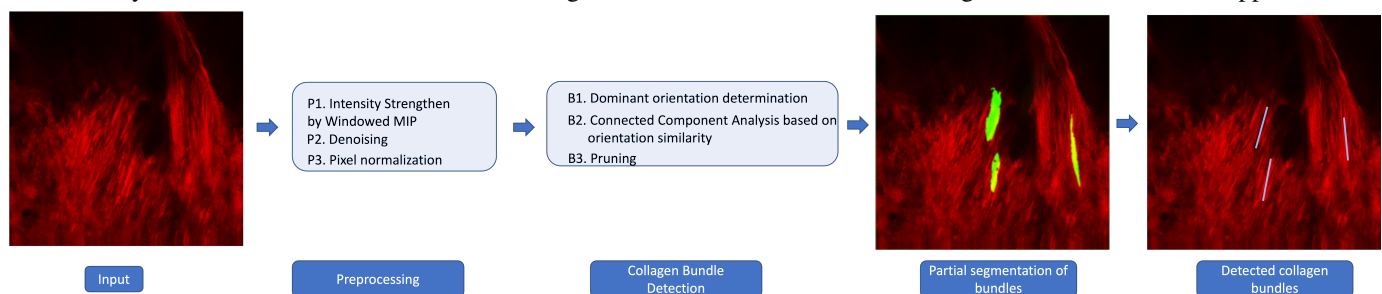 P1. Intensity Strengthen
by Windowed MIP
P2. Denoising
P3. Pixel normalization
B1. Dominant orientation determination
B2. Connected Component Analysis based on
orientation similarity
B3. Pruning
Input
Preprocessing
Collagen Bundle
Detection
Partial segmentation of
bundles
Detected collagen
bundles